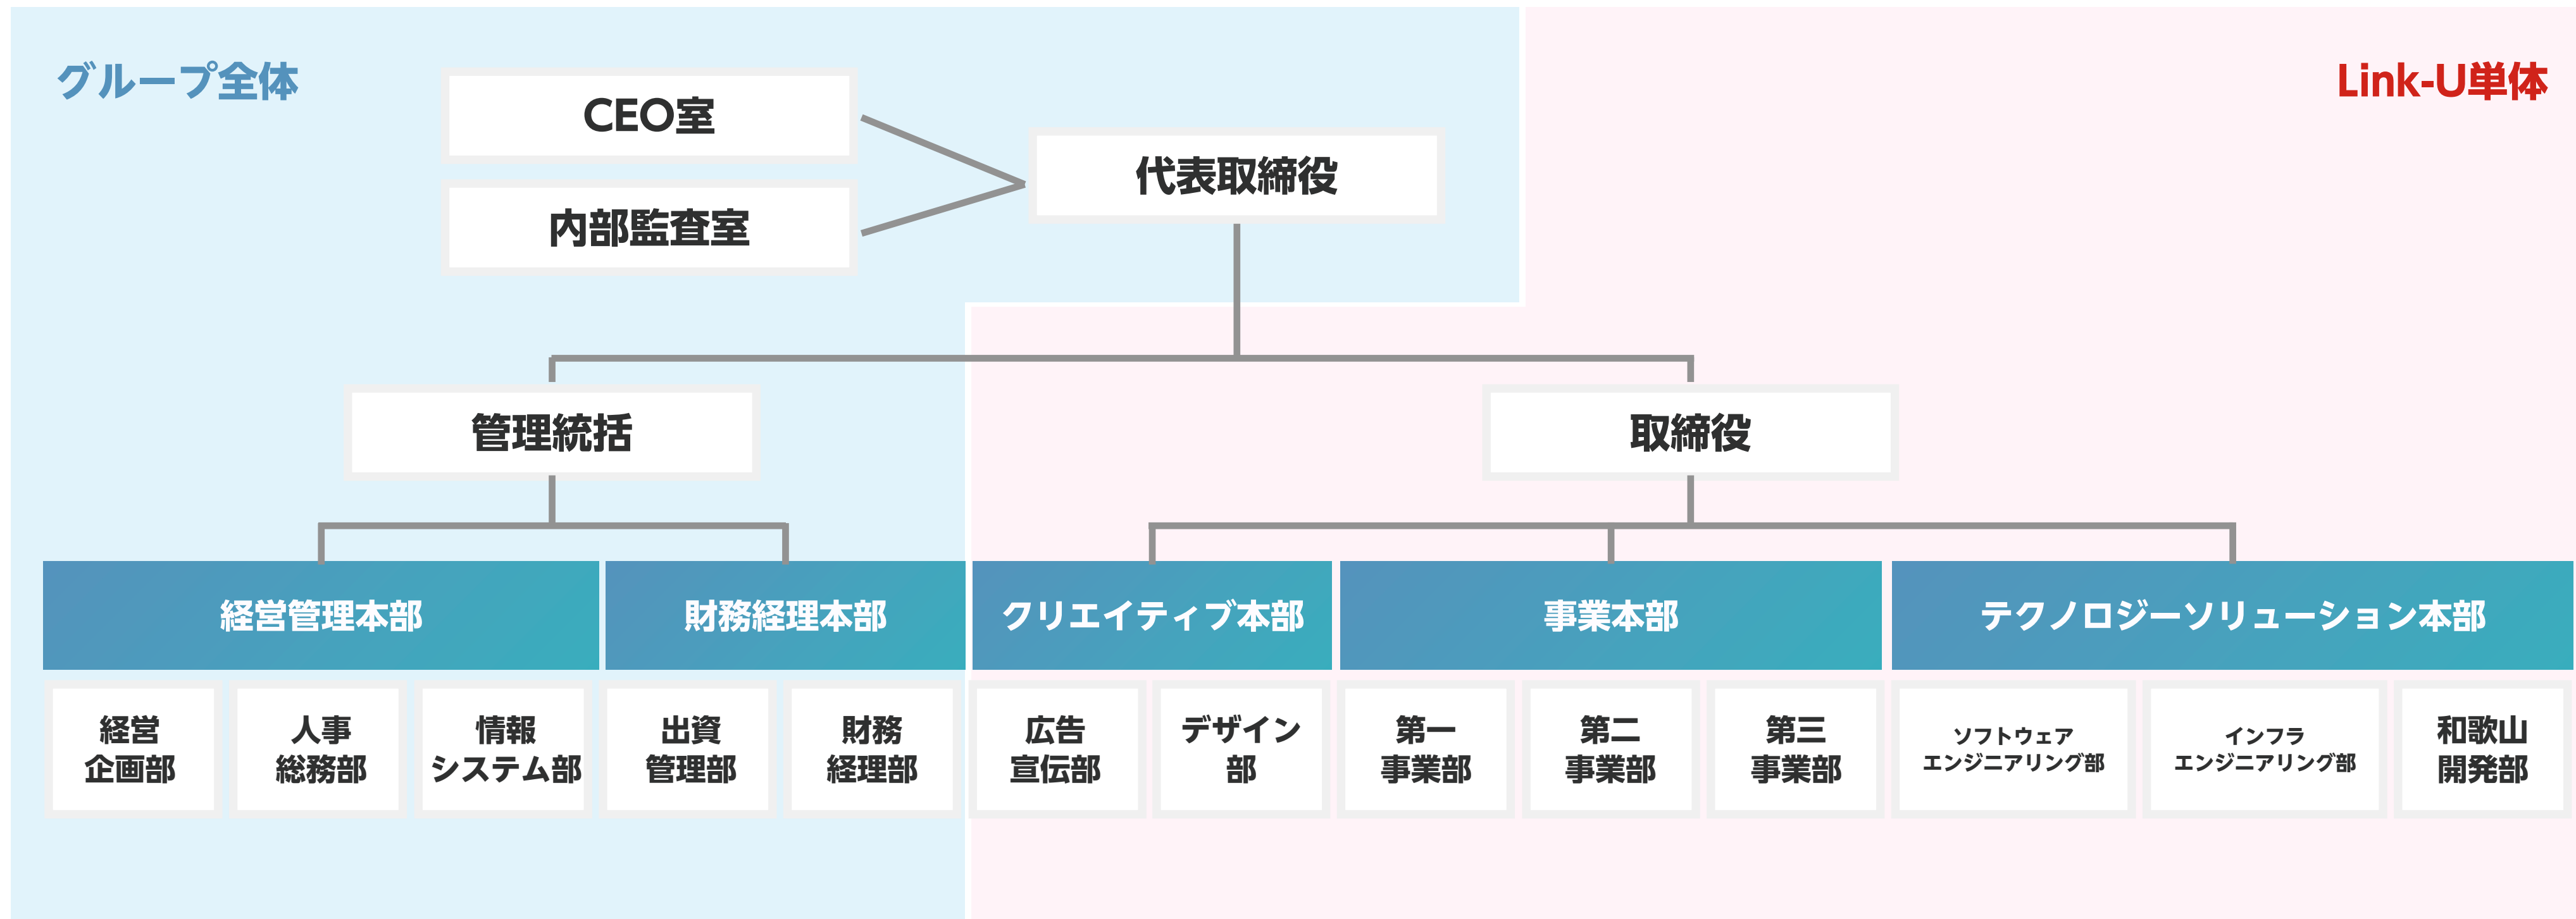 グループ全体
Link-U単体
CEO室
内部監査室
代表取締役
管理統括
取締役
経営管理本部
財務経理本部
クリエイティブ本部
事業本部
テクノロジーソリューション本部
経営
企画部
人事
総務部
情報
システム部
出資
管理部
財務
経理部
広告
宣伝部
デザイン
部
第一
事業部
第二
事業部
第三
事業部
ソフトウェア
エンジニアリング部
インフラ
エンジニアリング部
和歌山
開発部